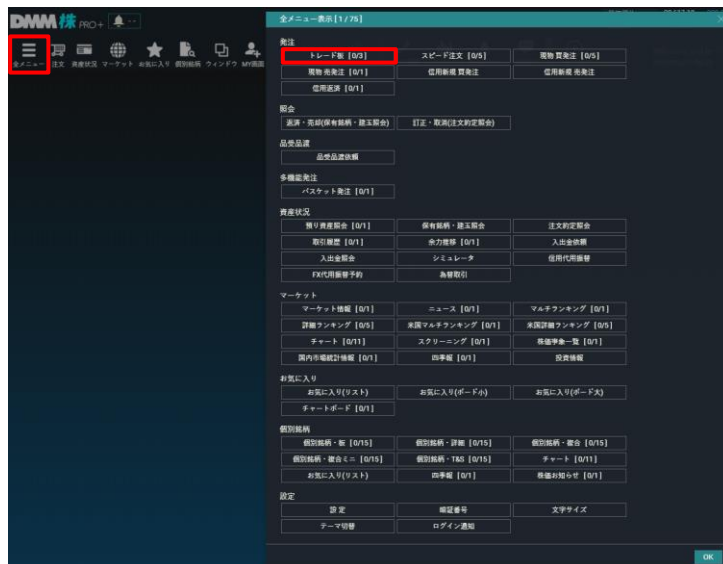 DMM 株 PRO+
全メニュー 注文 資産状況 マーケット お気に入り 個別銘柄 ウィンドウ MY画面
全メニュー表示 [1 / 75]
発注
トレード板 [0/3] スピード注文 [0/5] 現物 買発注 [0/5]
現物 売発注 [0/1] 信用新規 買発注 信用新規 売発注
信用返済 [0/1]
照会
返済・売却(保有銘柄・建玉照会) 訂正・取消(注文約定照会)
品受品渡
品受品渡依頼
多機能発注
バスケット発注 [0/1]
資産状況
預り資産照会 [0/1] 保有銘柄・建玉照会 注文約定照会
取引履歴 [0/1] 余力推移 [0/1] 入出金依頼
入出金照会 シミュレータ 信用代用振替
FX代用振替予約 為替取引
マーケット
マーケット情報 [0/1] ニュース [0/1] マルチランキング [0/1]
詳細ランキング [0/5] 米国マルチランキング [0/1] 米国詳細ランキング [0/5]
チャート [0/11] スクリーニング [0/1] 株価予象一覧 [0/1]
国内市場統計情報 [0/1] 四季報 [0/1] 投資情報
お気に入り
お気に入り(リスト) お気に入り(ボード小) お気に入り(ボード大)
チャートボード [0/1]
個別銘柄
個別銘柄・板 [0/15] 個別銘柄・詳細 [0/15] 個別銘柄・複合 [0/15]
個別銘柄・複合ミニ [0/15] 個別銘柄・T&S [0/15] チャート [0/11]
お気に入り(リスト) 四季報 [0/1] 株価お知らせ [0/1]
設定
設定 暗証番号 文字サイズ
テーマ切替 ログイン通知
OK